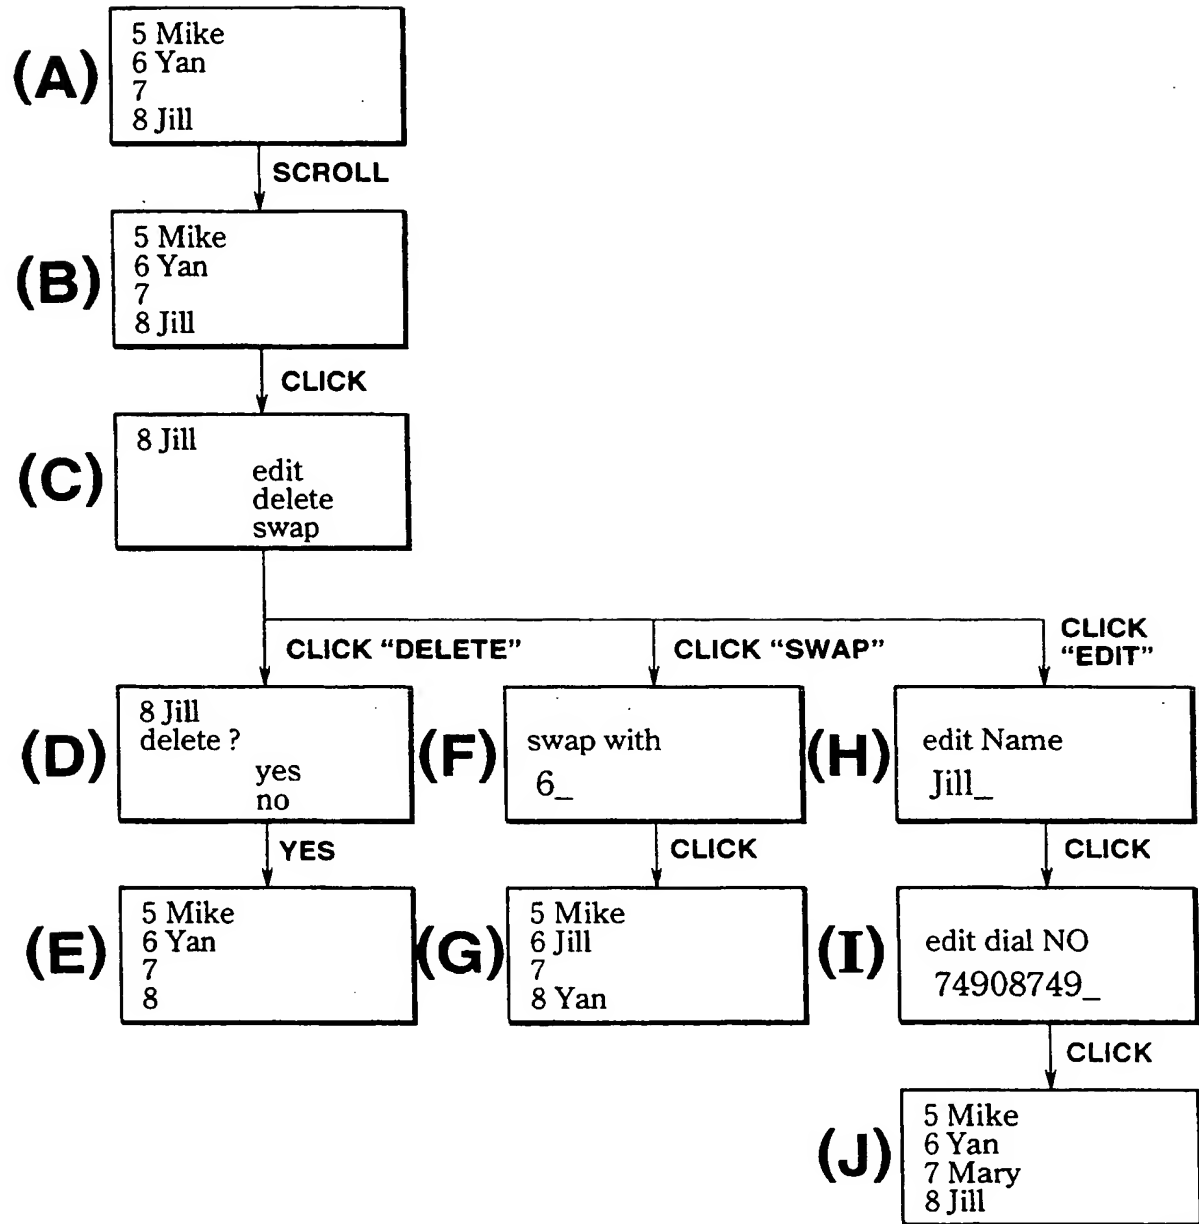 (A)
5 Mike
6 Yan
7
8 Jill
SCROLL
(B)
5 Mike
6 Yan
7
8 Jill
CLICK
(C)
8 Jill
edit
delete
swap
CLICK “DELETE”
CLICK “SWAP”
CLICK
“EDIT”
(D)
8 Jill
delete ?
yes
no
(F)
swap with
6_
(H)
edit Name
Jill_
YES
CLICK
CLICK
(E)
5 Mike
6 Yan
7
8
(G)
5 Mike
6 Jill
7
8 Yan
(I)
edit dial NO
74908749_
CLICK
(J)
5 Mike
6 Yan
7 Mary
8 Jill